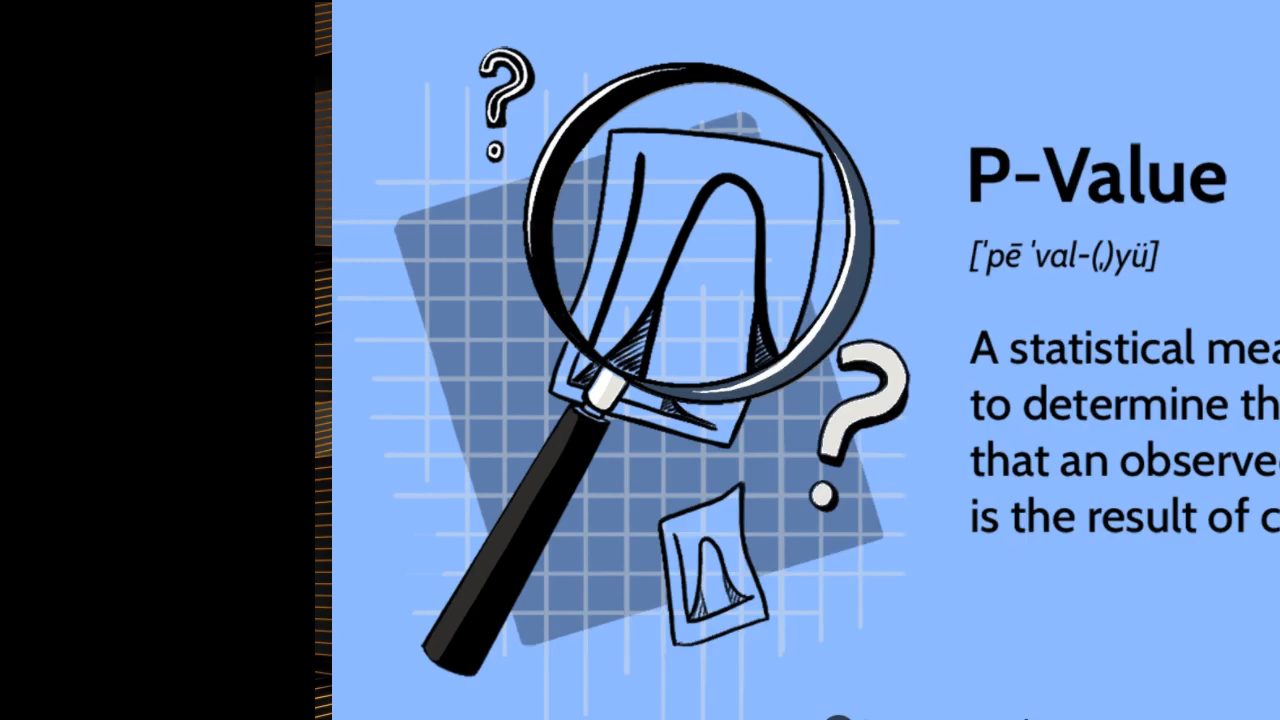 P-Value
['pē 'val-(,)yü]
A statistical mea
to determine th
that an observe
is the result of c